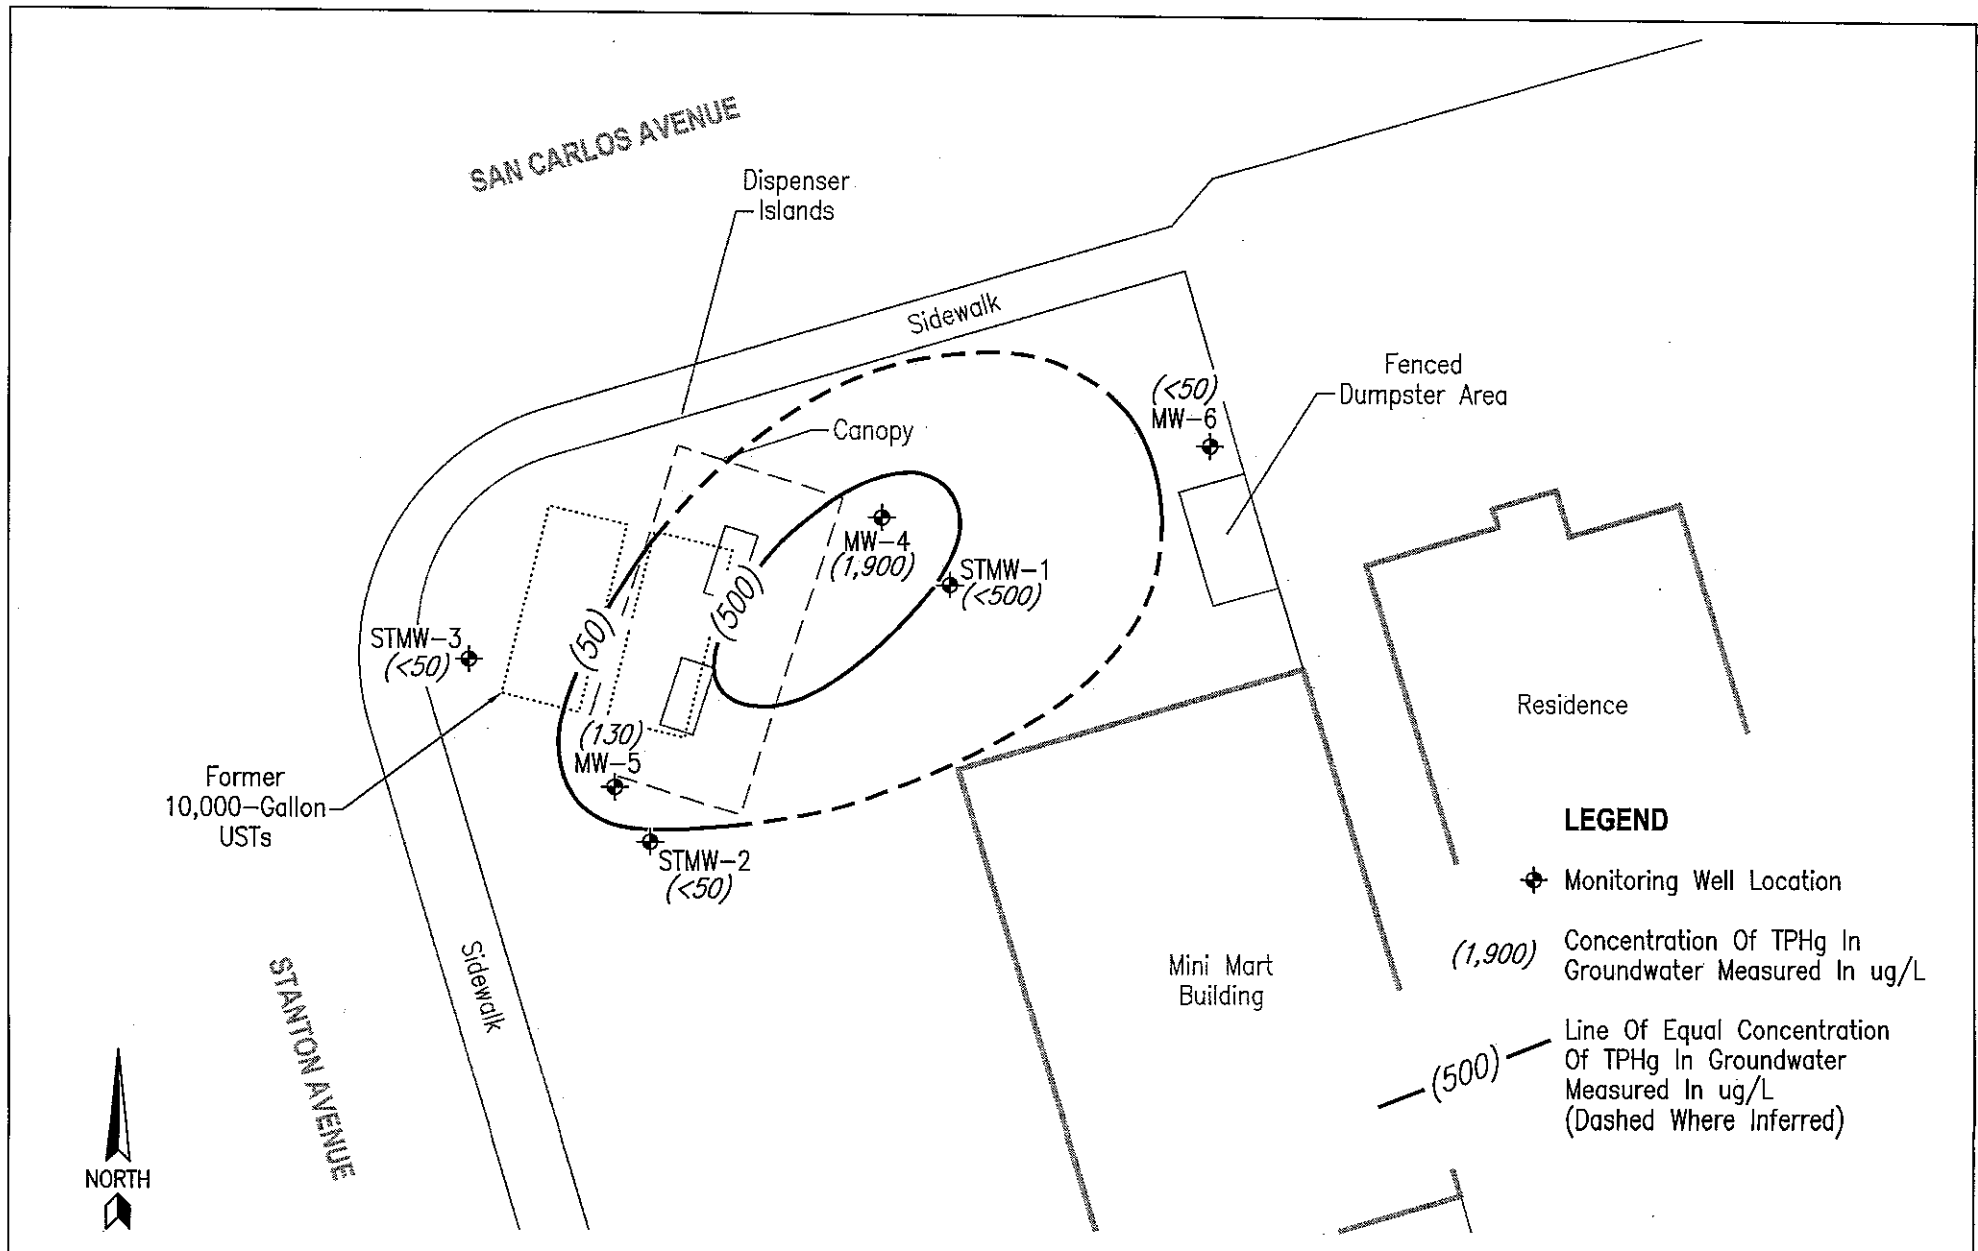 SAN CARLOS AVENUE
Dispenser
Islands
Sidewalk
Fenced
Dumpster Area
(<50)
MW-6
Canopy
MW-4
(1,900)
STMW-1
(<500)
(500)
(50)
STMW-3
(<50)
(130)
MW-5
Former
10,000-Gallon
USTs
STMW-2
(<50)
Residence
Mini Mart
Building
Sidewalk
STANTON AVENUE
NORTH
LEGEND
Monitoring Well Location
(1,900) Concentration Of TPHg In
Groundwater Measured In ug/L
(500) Line Of Equal Concentration
Of TPHg In Groundwater
Measured In ug/L
(Dashed Where Inferred)